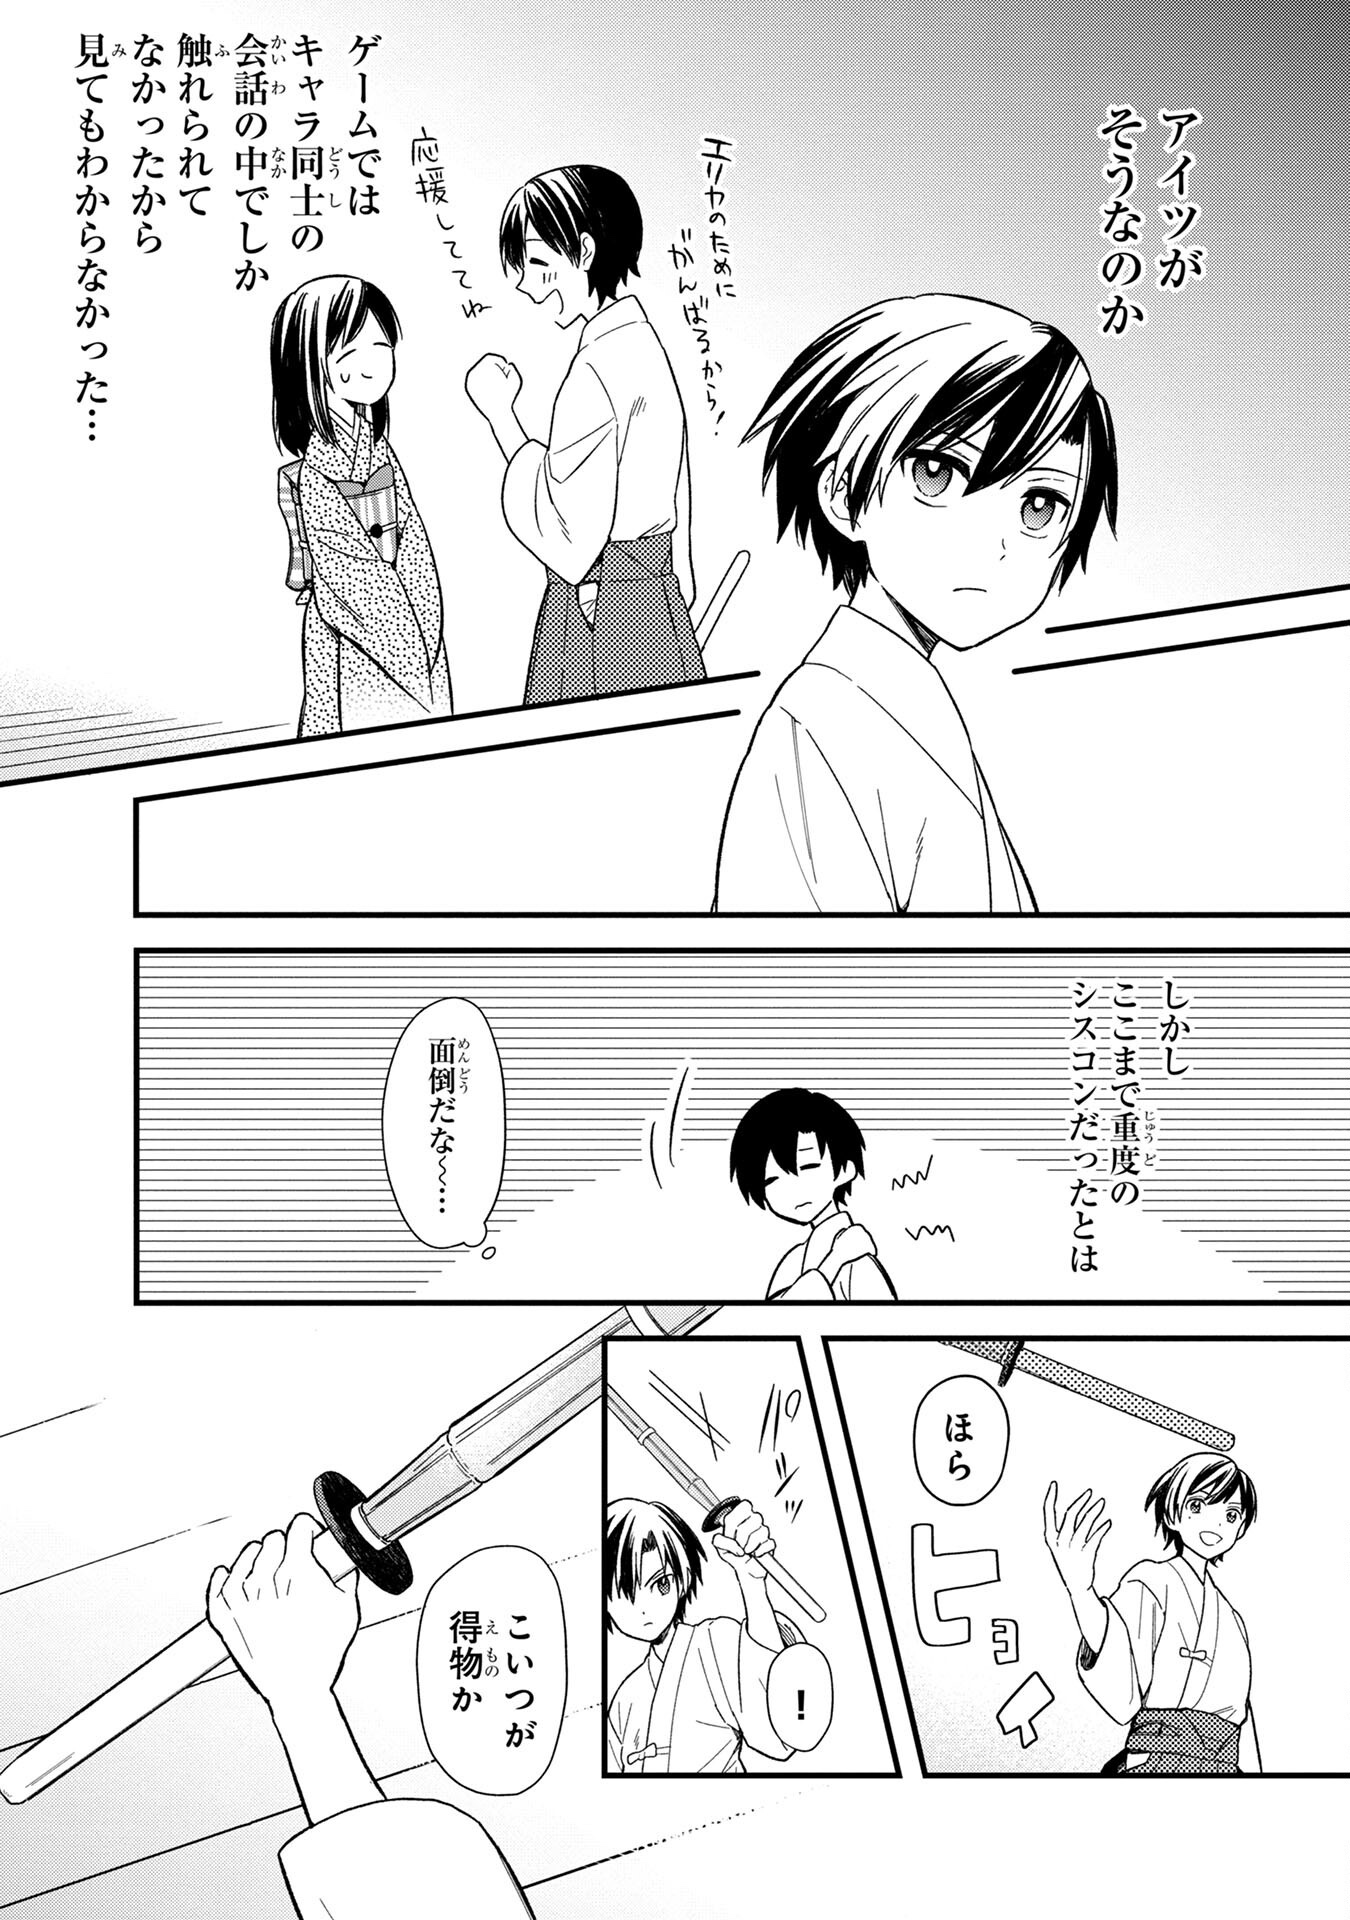 アイツが
そうなのか
エリカのために
がんばるから！
応援しててね
ゲームでは
キャラ同士の
会話の中でしか
触れられて
なかったから
見てもわからなかった…
しかし
ここまで重度の
シスコンだったとは
面倒だな〜…
ほら
ヒョイ
！
こいつが
得物か